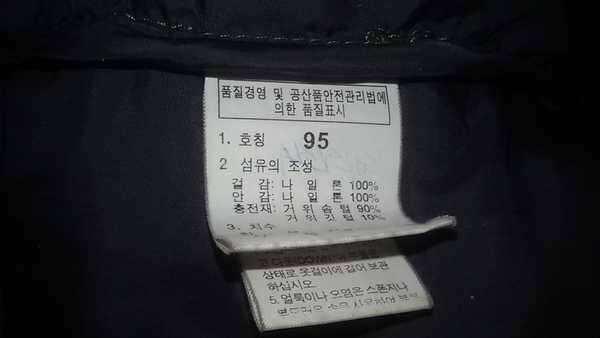 품질경영 및 공산품안전관리법에
의한 품질표시
1. 호칭 95
2 섬유의 조성
겉 감: 나 일 론 100%
안 감: 나 일 론 100%
충전재: 거 위 솜 털 90%
거 위 깃 털 10%
3. 치수
상태로 옷걸이에 걸어 보관
하십시오.
5. 얼룩이나 오염은 스폰지나